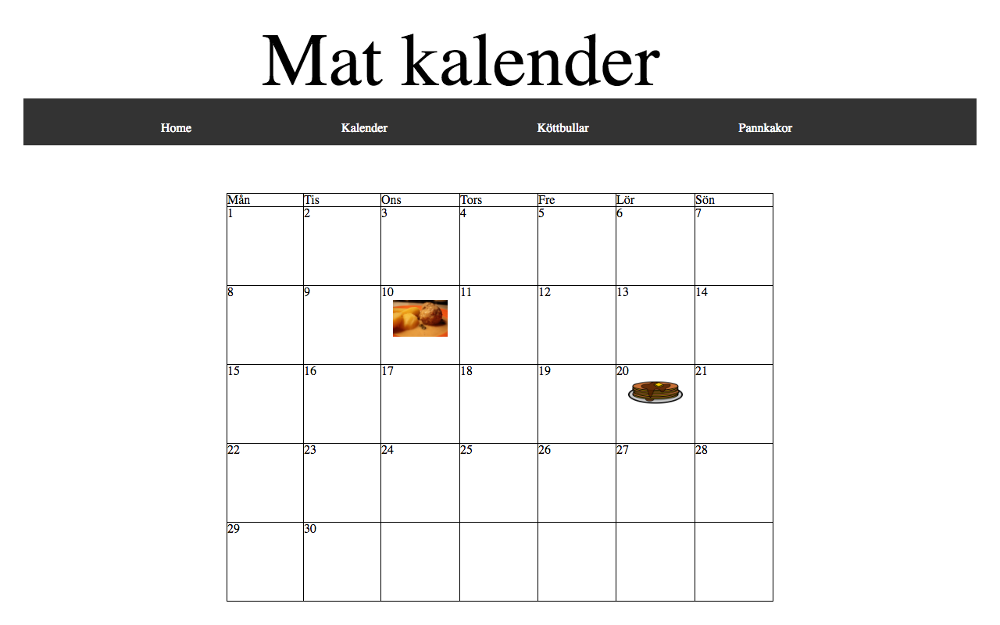 Mat kalender
Home Kalender Köttbullar Pannkakor
Mån Tis Ons Tors Fre Lör Sön
1 2 3 4 5 6 7
8 9 10 11 12 13 14
15 16 17 18 19 20 21
22 23 24 25 26 27 28
29 30